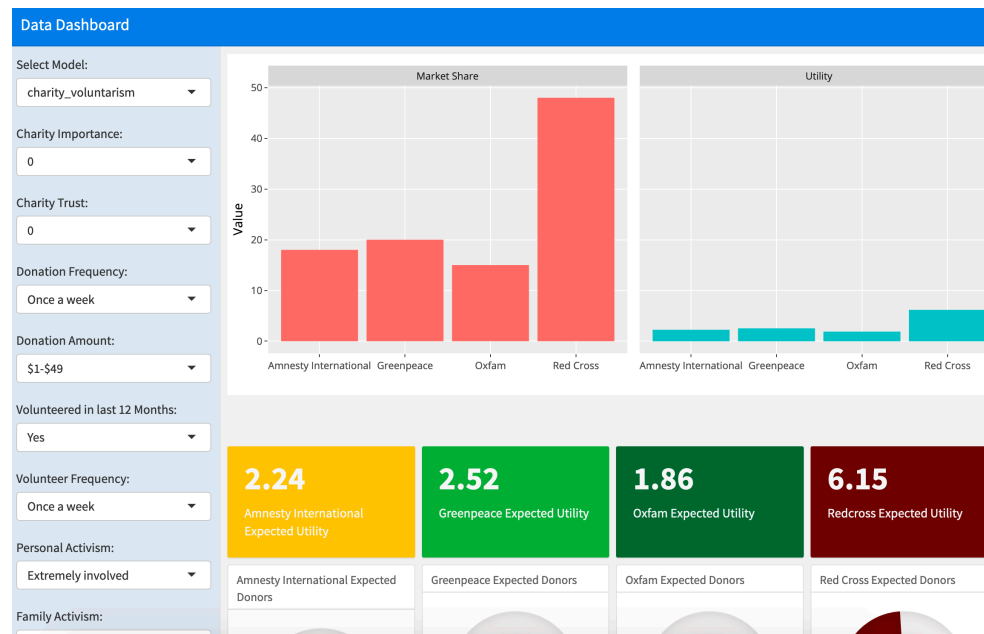 Data Dashboard
Select Model:
charity_voluntarism
Charity Importance:
0
Charity Trust:
0
Donation Frequency:
Once a week
Donation Amount:
$1-$49
Volunteered in last 12 Months:
Yes
Volunteer Frequency:
Once a week
Personal Activism:
Extremely involved
Family Activism:
Market Share
Utility
Value
50
40
30
20
10
0
Amnesty International Greenpeace Oxfam Red Cross
Amnesty International Greenpeace Oxfam Red Cross
2.24
Amnesty International
Expected Utility
2.52
Greenpeace Expected Utility
1.86
Oxfam Expected Utility
6.15
Redcross Expected Utility
Amnesty International Expected
Donors
Greenpeace Expected Donors
Oxfam Expected Donors
Red Cross Expected Donors